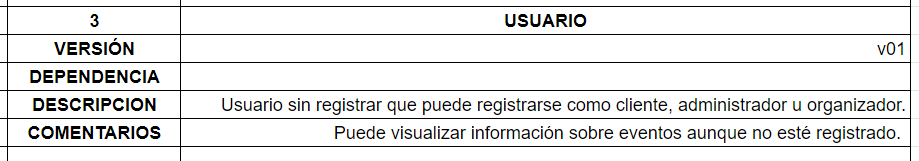 3 USUARIO
VERSIÓN v01
DEPENDENCIA
DESCRIPCION Usuario sin registrar que puede registrarse como cliente, administrador u organizador.
COMENTARIOS Puede visualizar información sobre eventos aunque no esté registrado.